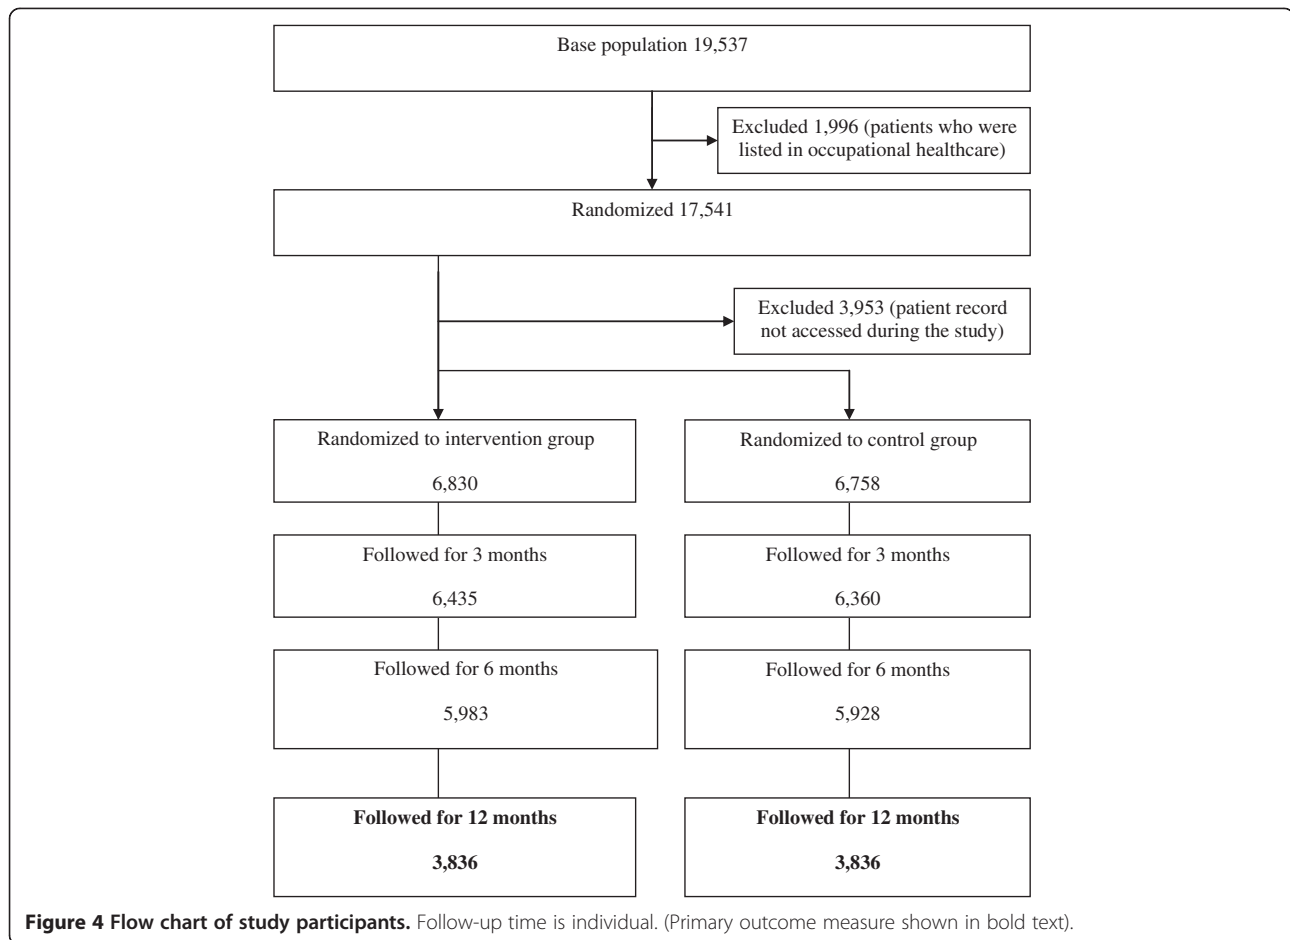 Base population 19,537
Excluded 1,996 (patients who were
listed in occupational healthcare)
Randomized 17,541
Excluded 3,953 (patient record
not accessed during the study)
Randomized to intervention group
6,830
Randomized to control group
6,758
Followed for 3 months
6,435
Followed for 3 months
6,360
Followed for 6 months
5,983
Followed for 6 months
5,928
Followed for 12 months
3,836
Followed for 12 months
3,836
Figure 4 Flow chart of study participants. Follow-up time is individual. (Primary outcome measure shown in bold text).